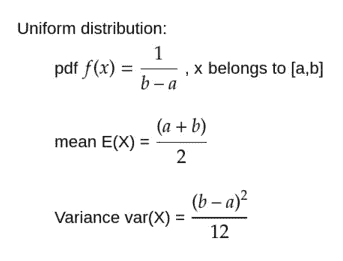 Uniform distribution:
pdf f(x) = 1/(b – a) , x belongs to [a,b]
mean E(X) = (a + b)/2
Variance var(X) = (b – a)²/12